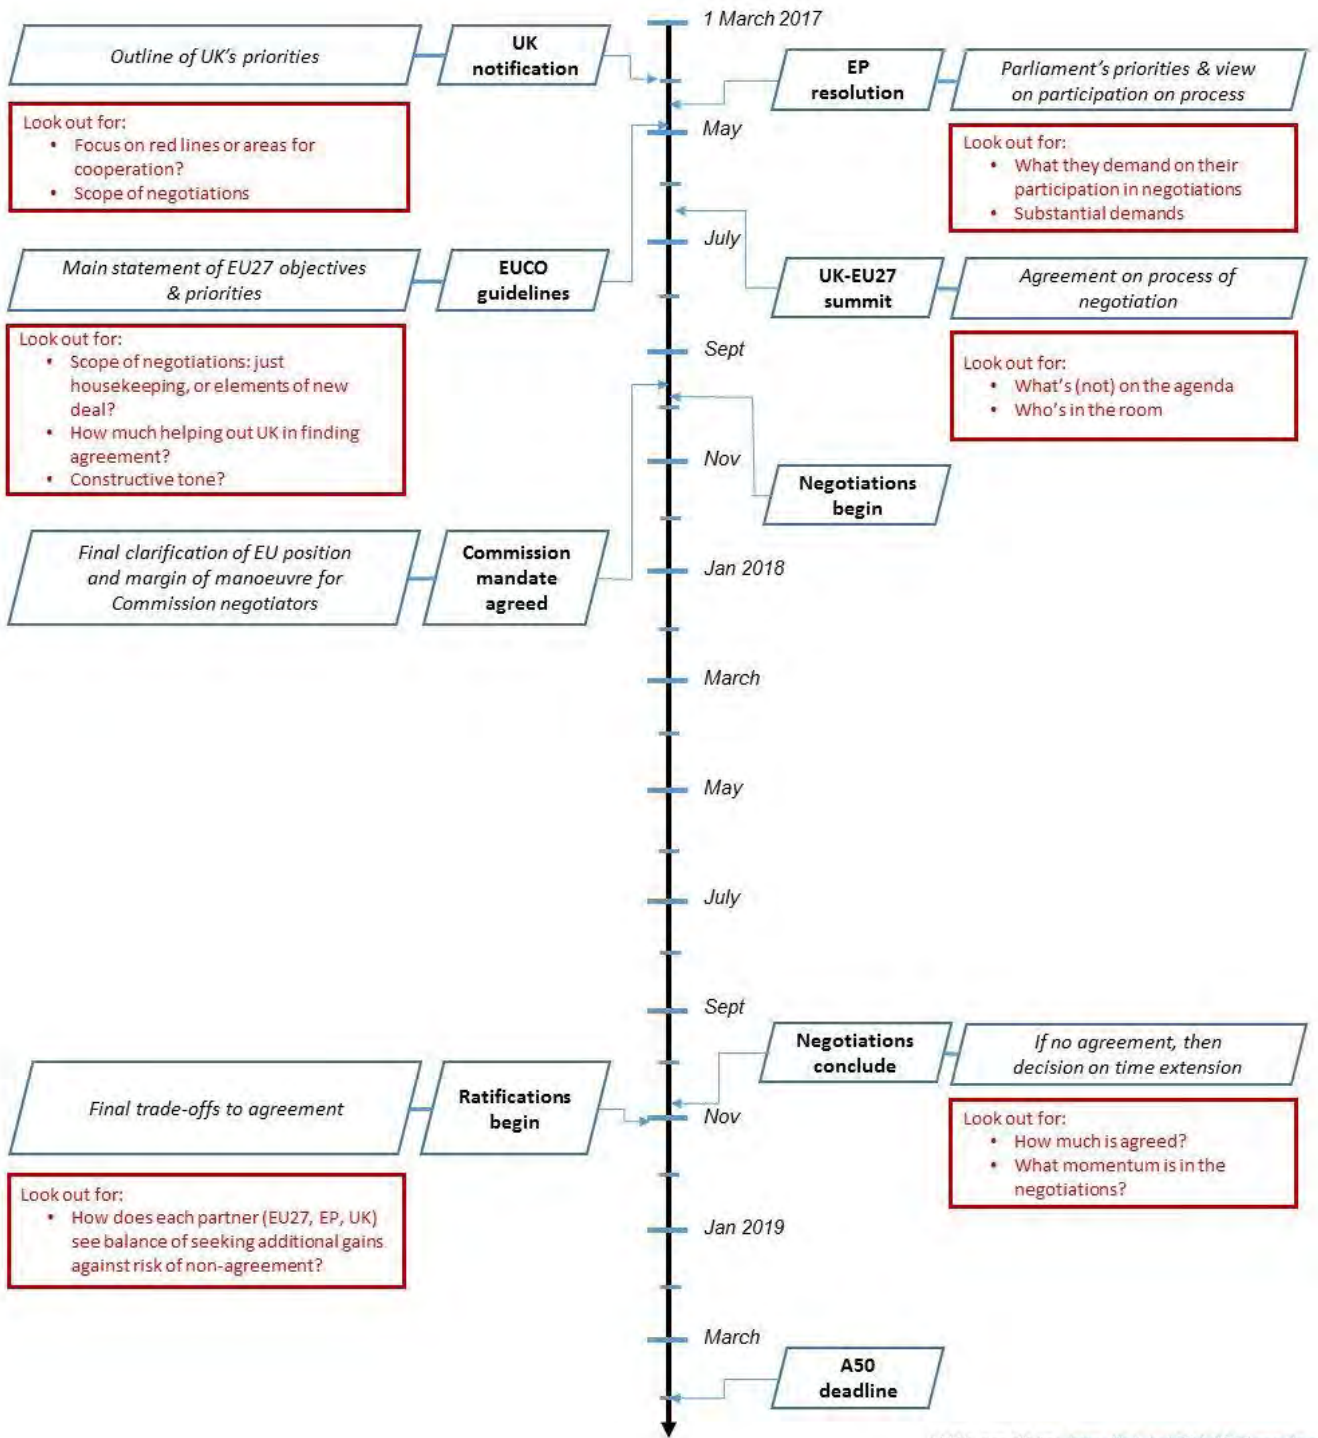 1 March 2017
Outline of UK's priorities
UK
notification
EP
resolution
Parliament's priorities & view
on participation on process
Look out for:
• Focus on red lines or areas for
cooperation?
• Scope of negotiations
May
Look out for:
• What they demand on their
participation in negotiations
• Substantial demands
July
Main statement of EU27 objectives
& priorities
EUCO
guidelines
UK-EU27
summit
Agreement on process of
negotiation
Look out for:
• Scope of negotiations: just
housekeeping, or elements of new
deal?
• How much helping out UK in finding
agreement?
• Constructive tone?
Sept
Look out for:
• What's (not) on the agenda
• Who's in the room
Nov
Negotiations
begin
Final clarification of EU position
and margin of manoeuvre for
Commission negotiators
Commission
mandate
agreed
Jan 2018
March
May
July
Sept
Negotiations
conclude
If no agreement, then
decision on time extension
Final trade-offs to agreement
Ratifications
begin
Nov
Look out for:
• How much is agreed?
• What momentum is in the
negotiations?
Look out for:
• How does each partner (EU27, EP, UK)
see balance of seeking additional gains
against risk of non-agreement?
Jan 2019
March
A50
deadline